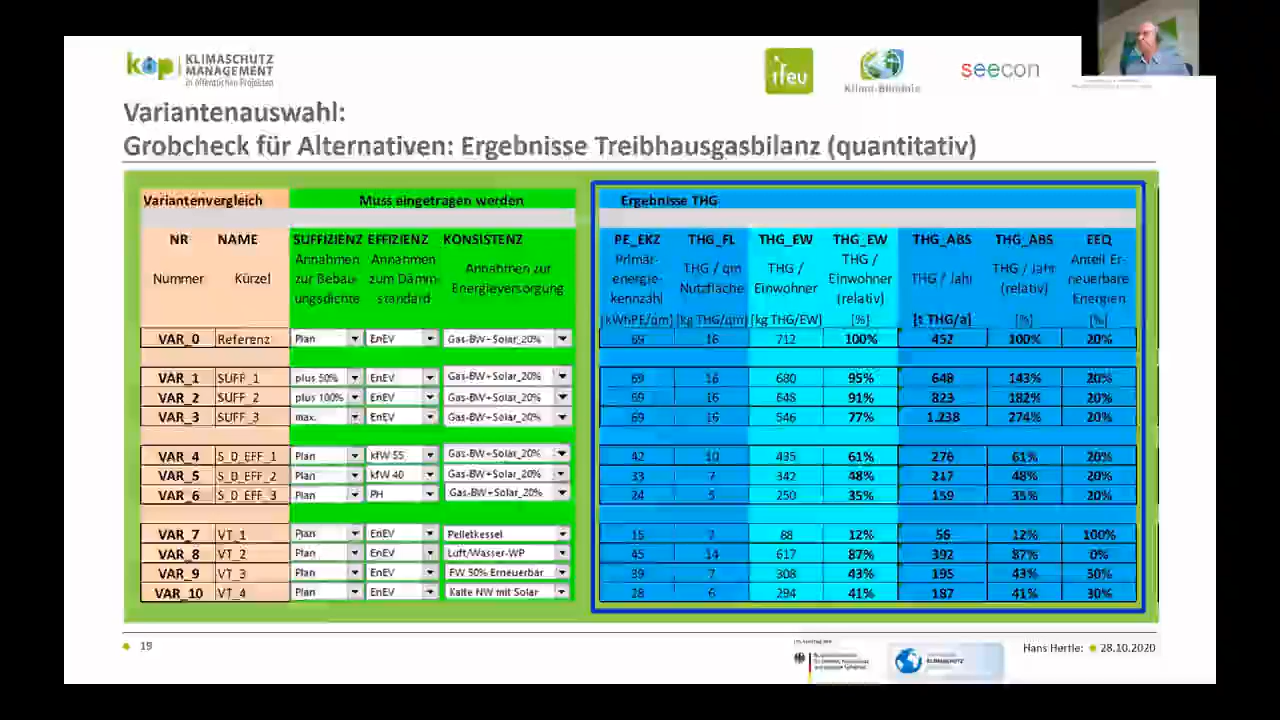 kop KLIMASCHUTZ
MANAGEMENT
in öffentlichen Projekten
ifeu
Klima-Bündnis
seecon
Variantenauswahl:
Grobcheck für Alternativen: Ergebnisse Treibhausgasbilanz (quantitativ)
Variantenvergleich Muss eingetragen werden Ergebnisse THG
NR NAME SUFFIZIENZ EFFIZIENZ KONSISTENZ PE_EKZ THG_FL THG_EW THG_EW THG_ABS THG_ABS EEQ
Nummer Kürzel Annahmen zur Bebauungsdichte Annahmen zum Dämmstandard Annahmen zur Energieversorgung Primärenergiekennzahl THG / qm Nutzfläche THG / Einwohner THG / Einwohner (relativ) THG / Jahr THG / Jahr (relativ) Anteil Erneuerbare Energien
[kWhPE/qm] [kg THG/qm] [kg THG/EW] [%] [t THG/a] [%] [%]
VAR_0 Referenz Plan EnEV Gas-BW+Solar_20% 69 16 712 100% 452 100% 20%
VAR_1 SUFF_1 plus 50% EnEV Gas-BW+Solar_20% 69 16 680 95% 648 143% 20%
VAR_2 SUFF_2 plus 100% EnEV Gas-BW+Solar_20% 69 16 648 91% 823 182% 20%
VAR_3 SUFF_3 max. EnEV Gas-BW+Solar_20% 69 16 546 77% 1.238 274% 20%
VAR_4 S_D_EFF_1 Plan kfW 55 Gas-BW+Solar_20% 42 10 435 61% 276 61% 20%
VAR_5 S_D_EFF_2 Plan kfW 40 Gas-BW+Solar_20% 33 7 342 48% 217 48% 20%
VAR_6 S_D_EFF_3 Plan PH Gas-BW+Solar_20% 24 5 250 35% 159 35% 20%
VAR_7 VT_1 Plan EnEV Pelletkessel 15 2 88 12% 56 12% 100%
VAR_8 VT_2 Plan EnEV Luft/Wasser-WP 45 14 617 87% 392 87% 0%
VAR_9 VT_3 Plan EnEV FW 50% Erneuerbar 39 7 308 43% 195 43% 50%
VAR_10 VT_4 Plan EnEV Kalte NW mit Solar 28 6 294 41% 187 41% 30%
19
KLIMASCHUTZ
Hans Hertle: 28.10.2020